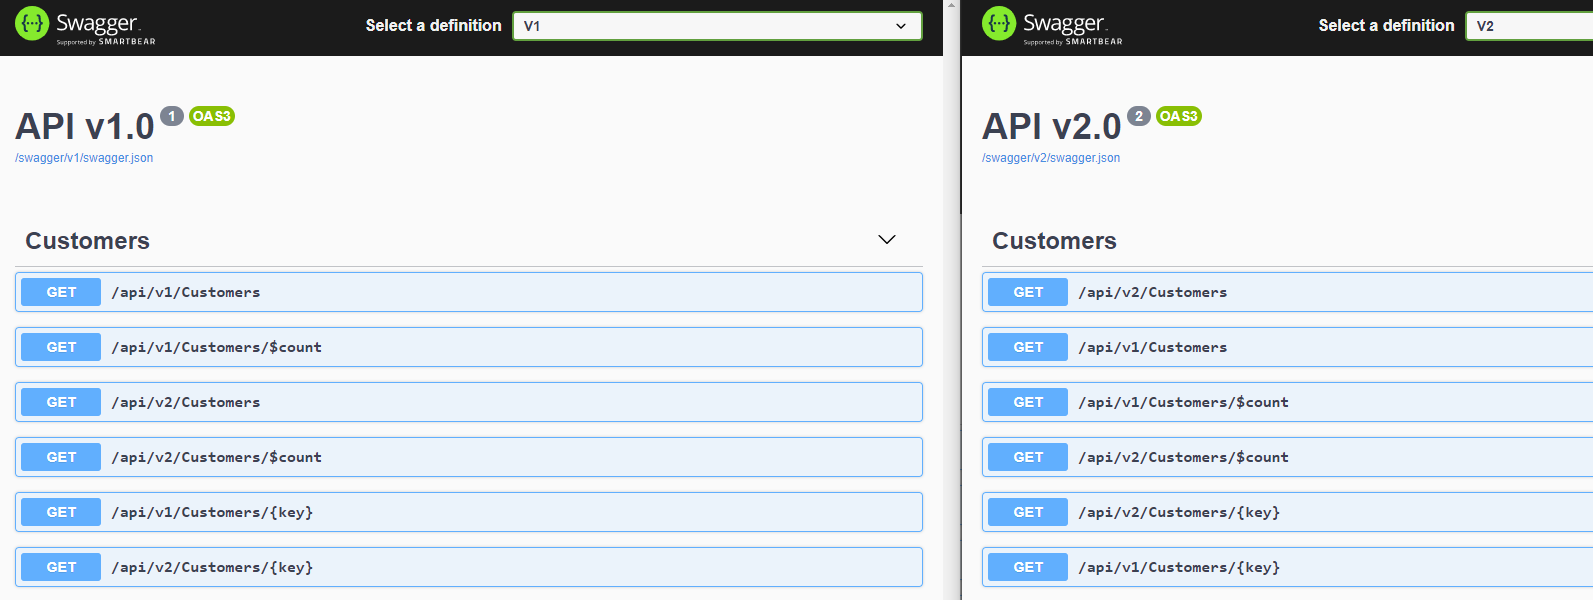 {···} Swagger
Supported by SMARTBEAR
Select a definition
V1
API v1.0 1 OAS3
/swagger/v1/swagger.json
Customers
GET /api/v1/Customers
GET /api/v1/Customers/$count
GET /api/v2/Customers
GET /api/v2/Customers/$count
GET /api/v1/Customers/{key}
GET /api/v2/Customers/{key}
{···} Swagger
Supported by SMARTBEAR
Select a definition
V2
API v2.0 2 OAS3
/swagger/v2/swagger.json
Customers
GET /api/v2/Customers
GET /api/v1/Customers
GET /api/v1/Customers/$count
GET /api/v2/Customers/$count
GET /api/v2/Customers/{key}
GET /api/v1/Customers/{key}